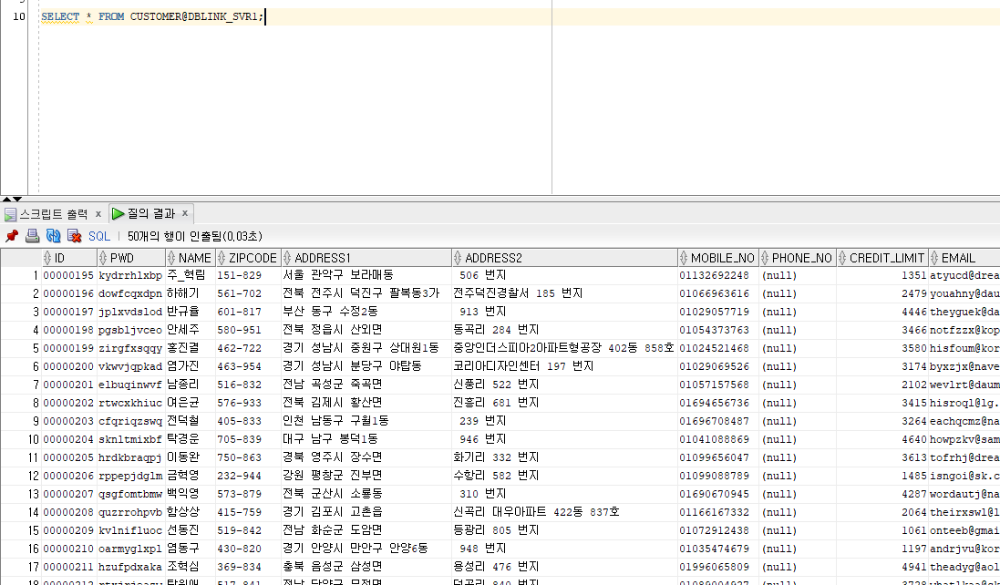 10 SELECT * FROM CUSTOMER@DBLINK_SVR1;
스크립트 출력 x 질의 결과 x
SQL | 50개의 행이 인출됨(0,03초)
ID PWD NAME ZIPCODE ADDRESS1 ADDRESS2 MOBILE_NO PHONE_NO CREDIT_LIMIT EMAIL
1 00000195 kydrrhlxbp 주_혁림 151-829 서울 관악구 보라매동 506 번지 01132692248 (null) 1351 atyucd@drea
2 00000196 dowfcqxdpn 하해기 561-702 전북 전주시 덕진구 팔복동3가 전주덕진경찰서 185 번지 01066963616 (null) 2479 youahny@dau
3 00000197 jplxvdslod 반규율 601-817 부산 동구 수정2동 913 번지 01029057719 (null) 4446 theyguek@da
4 00000198 pgsbljvceo 안세주 580-951 전북 정읍시 산외면 동곡리 284 번지 01054373763 (null) 3466 notfzzx@kop
5 00000199 zirgfxsqqy 홍진결 462-722 경기 성남시 중원구 상대원1동 중앙인더스피아2아파트형공장 402동 858호 01024521468 (null) 3580 hisfoum@kor
6 00000200 vkwvjqpkad 염가진 463-954 경기 성남시 분당구 야탑동 코리아디자인센터 197 번지 01029069526 (null) 3174 byxzjx@nave
7 00000201 elbuqinwvf 남종리 516-832 전남 곡성군 죽곡면 신풍리 522 번지 01057157568 (null) 2102 wevlrt@daum
8 00000202 rtwcxkhiuc 여은균 576-933 전북 김제시 황산면 진흥리 681 번지 01694656736 (null) 3415 hisroql@lg.
9 00000203 cfqriqzswq 전덕철 405-833 인천 남동구 구월1동 239 번지 01696708487 (null) 3264 eachqcmz@na
10 00000204 sknltmixbf 탁경운 705-839 대구 남구 봉덕1동 946 번지 01041088869 (null) 4640 howpzkv@sam
11 00000205 hrdkbraqpj 이동완 750-863 경북 영주시 장수면 화기리 332 번지 01099656047 (null) 3613 tofrhj@drea
12 00000206 rppepjdglm 금혁영 232-944 강원 평창군 진부면 수항리 582 번지 01099088789 (null) 1485 isngoi@sk.c
13 00000207 qsgfomtbmw 백익영 573-879 전북 군산시 소룡동 310 번지 01690670945 (null) 4287 wordautj@na
14 00000208 quzrrohpvb 함상상 415-759 경기 김포시 고촌읍 신곡리 대우아파트 422동 837호 01166167332 (null) 2064 theirxswl@l
15 00000209 kvlnifluoc 선동진 519-842 전남 화순군 도암면 등광리 805 번지 01072912438 (null) 1061 onteeb@gmai
16 00000210 oarmyglxpl 염동구 430-820 경기 안양시 만안구 안양6동 948 번지 01035474679 (null) 1197 andrjvu@kor
17 00000211 hzufpdxaka 조혁심 369-834 충북 음성군 삼성면 용성리 476 번지 01996065809 (null) 4941 theadyg@aol